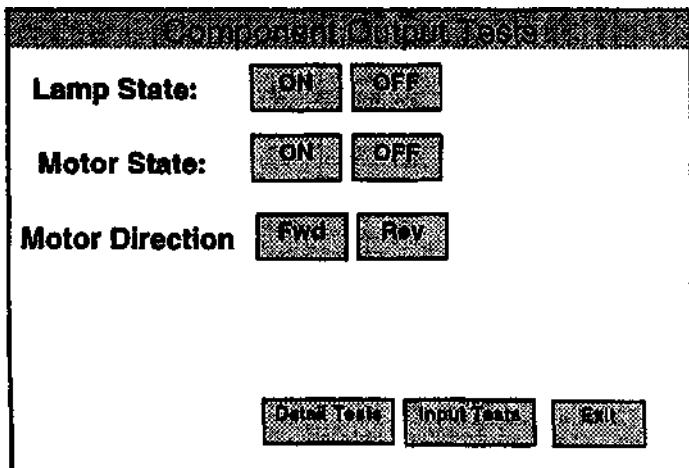 Component Output Tests
Lamp State: ON OFF
Motor State: ON OFF
Motor Direction Fwd Rev
Detail Tests Input Tests Exit